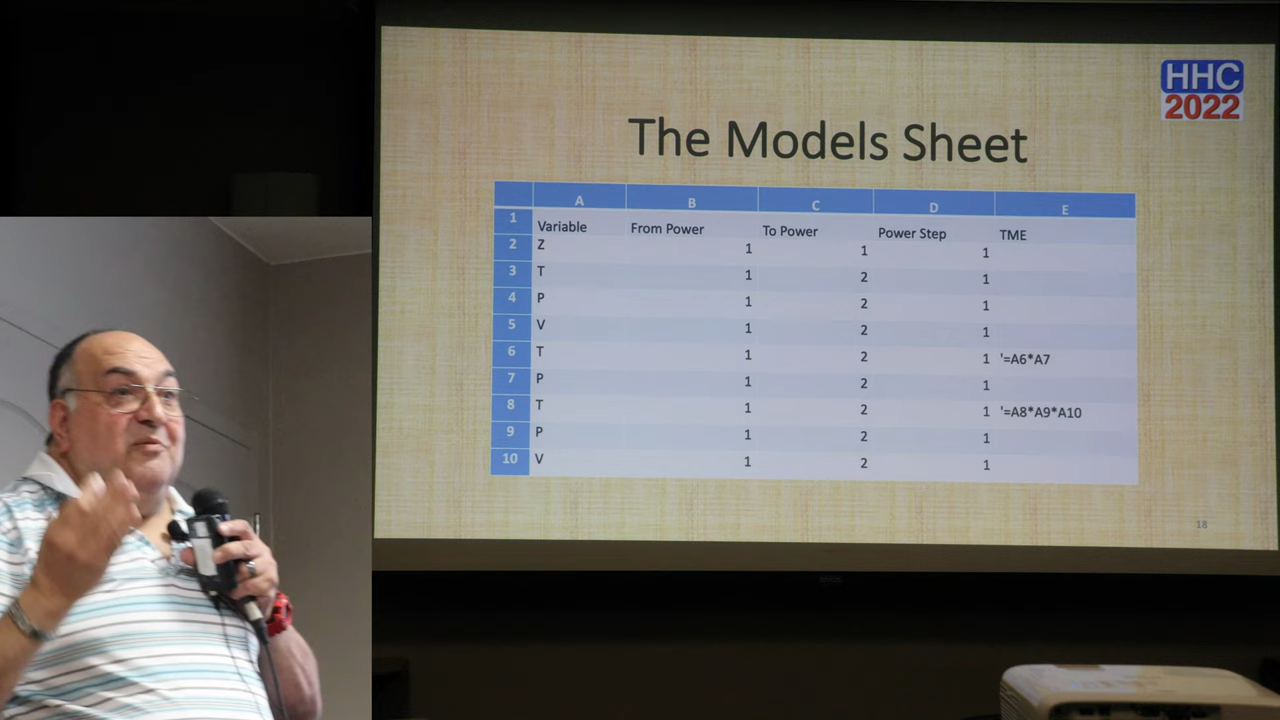 HHC
2022
The Models Sheet
A B C D E
1 Variable From Power To Power Power Step TME
2 Z 1 1 1
3 T 1 2 1
4 P 1 2 1
5 V 1 2 1
6 T 1 2 1 '=A6*A7
7 P 1 2 1
8 T 1 2 1 '=A8*A9*A10
9 P 1 2 1
10 V 1 2 1
18